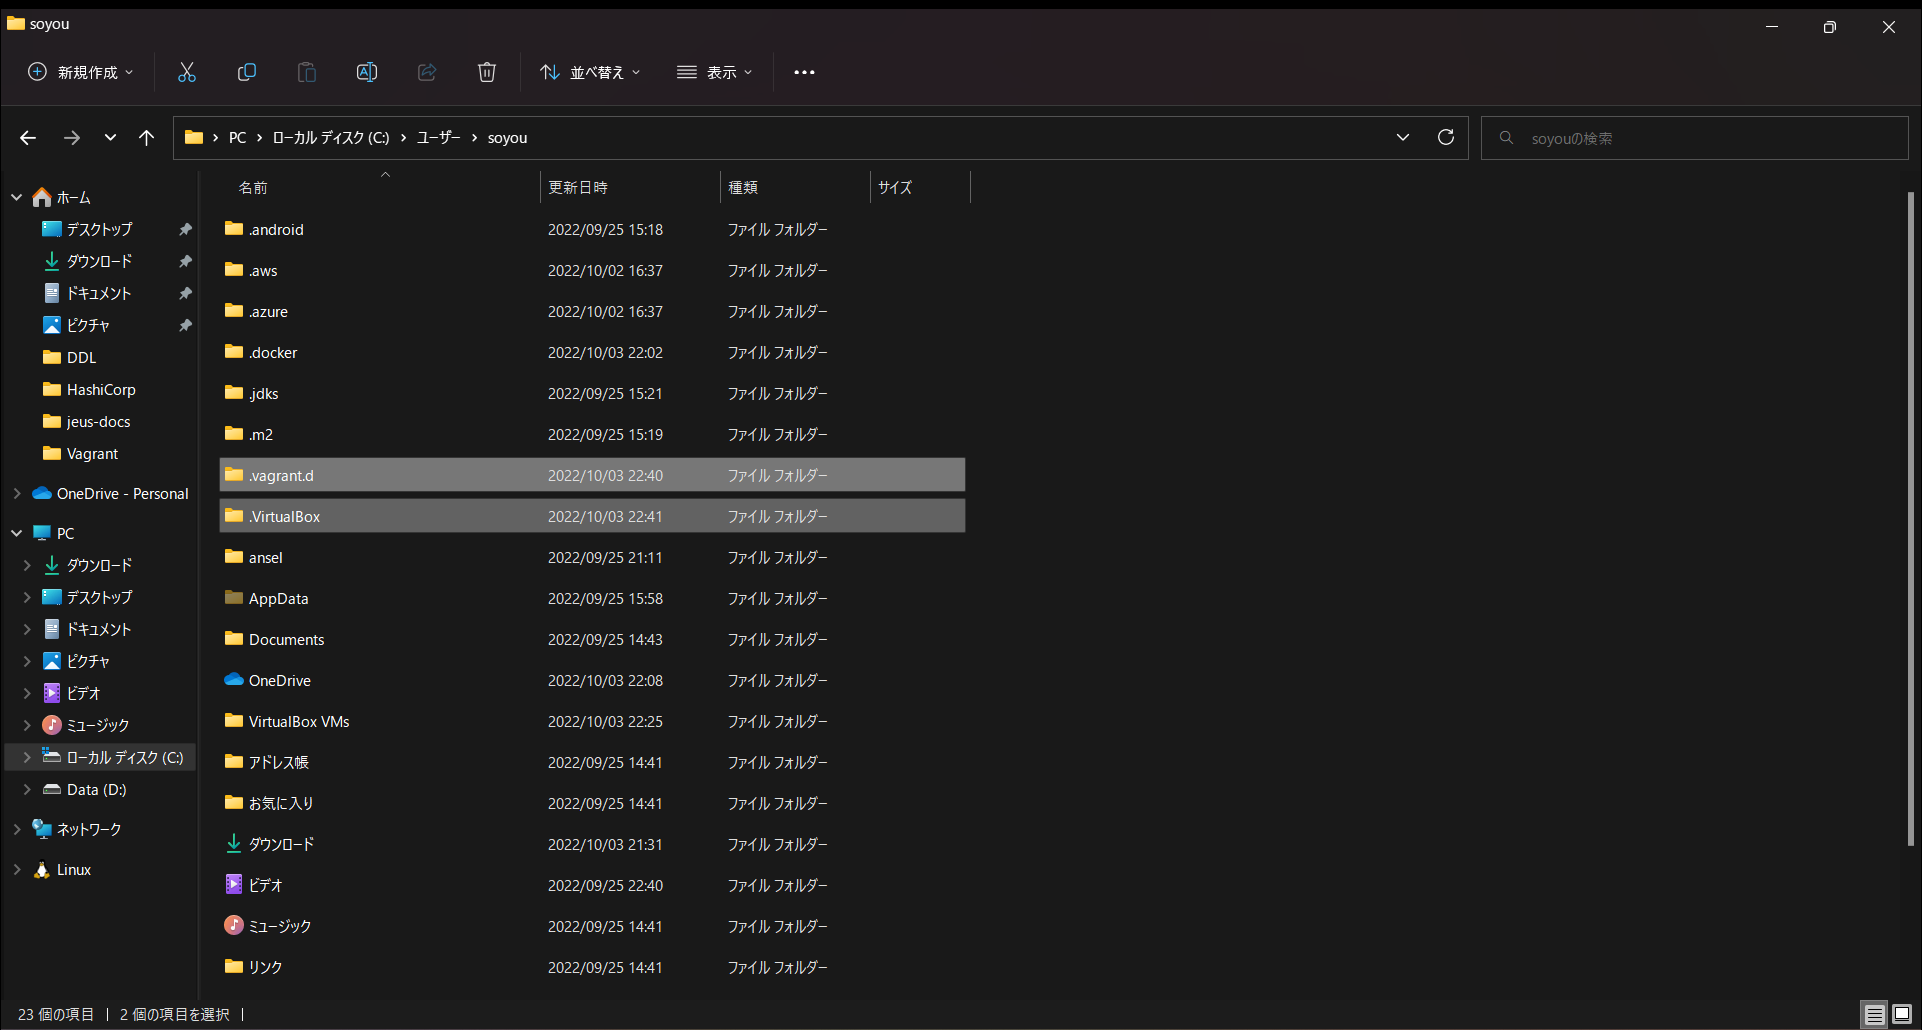 soyou
新規作成
並べ替え
表示
PC
ローカル ディスク (C:)
ユーザー
soyou
soyouの検索
ホーム
デスクトップ
ダウンロード
ドキュメント
ピクチャ
DDL
HashiCorp
jeus-docs
Vagrant
OneDrive - Personal
PC
ダウンロード
デスクトップ
ドキュメント
ピクチャ
ビデオ
ミュージック
ローカル ディスク (C:)
Data (D:)
ネットワーク
Linux
名前 更新日時 種類 サイズ
.android 2022/09/25 15:18 ファイル フォルダー
.aws 2022/10/02 16:37 ファイル フォルダー
.azure 2022/10/02 16:37 ファイル フォルダー
.docker 2022/10/03 22:02 ファイル フォルダー
.jdks 2022/09/25 15:21 ファイル フォルダー
.m2 2022/09/25 15:19 ファイル フォルダー
.vagrant.d 2022/10/03 22:40 ファイル フォルダー
.VirtualBox 2022/10/03 22:41 ファイル フォルダー
ansel 2022/09/25 21:11 ファイル フォルダー
AppData 2022/09/25 15:58 ファイル フォルダー
Documents 2022/09/25 14:43 ファイル フォルダー
OneDrive 2022/10/03 22:08 ファイル フォルダー
VirtualBox VMs 2022/10/03 22:25 ファイル フォルダー
アドレス帳 2022/09/25 14:41 ファイル フォルダー
お気に入り 2022/09/25 14:41 ファイル フォルダー
ダウンロード 2022/10/03 21:31 ファイル フォルダー
ビデオ 2022/09/25 22:40 ファイル フォルダー
ミュージック 2022/09/25 14:41 ファイル フォルダー
リンク 2022/09/25 14:41 ファイル フォルダー
23 個の項目 2 個の項目を選択